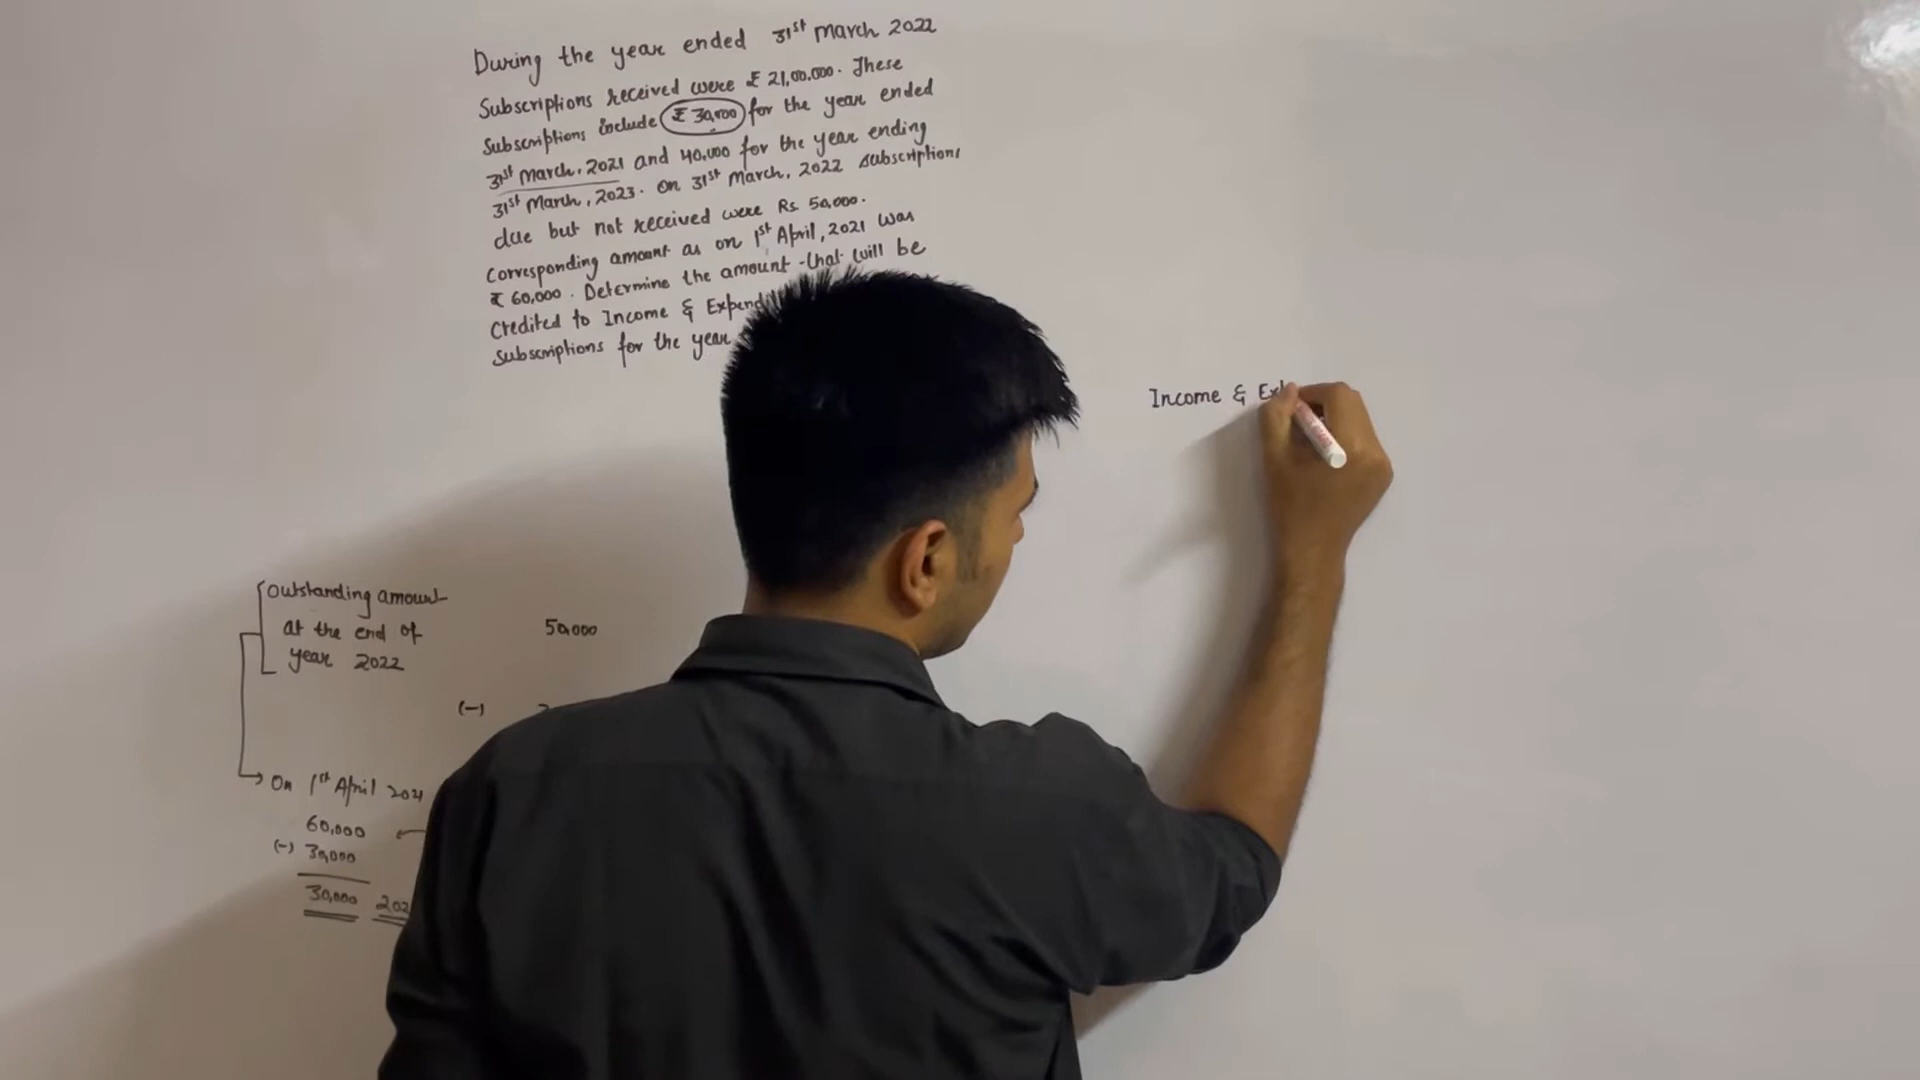 During the year ended 31st March 2022
Subscriptions received were ₹ 21,00,000. These
Subscriptions include ₹ 30,000 for the year ended
31st March, 2021 and 40,000 for the year ending
31st March, 2023. On 31st March, 2022 subscriptions
due but not received were Rs 50,000.
Corresponding amount as on 1st April, 2021 was
₹ 60,000. Determine the amount that will be
Credited to Income & Expend
Subscriptions for the year
Income & Ex
Outstanding amount
at the end of
year 2022
50,000
(-)
On 1st April 2021
60,000
(-) 30,000
30,000 202